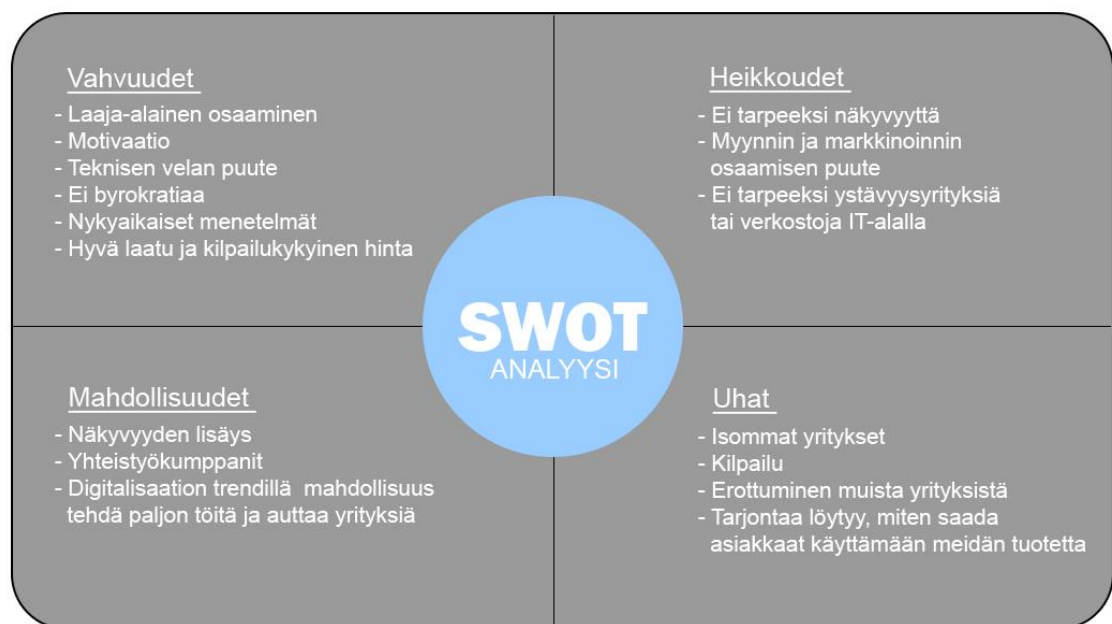 Vahvuudet
- Laaja-alainen osaaminen
- Motivaatio
- Teknisen velan puute
- Ei byrokratiaa
- Nykyaikaiset menetelmät
- Hyvä laatu ja kilpailukykyinen hinta
Heikkoudet
- Ei tarpeeksi näkyvyyttä
- Myynnin ja markkinoinnin
osaamisen puute
- Ei tarpeeksi ystävyysyrityksiä
tai verkostoja IT-alalla
SWOT
ANALYYSI
Mahdollisuudet
- Näkyvyyden lisäys
- Yhteistyökumppanit
- Digitalisaation trendillä mahdollisuus
tehdä paljon töitä ja auttaa yrityksiä
Uhat
- Isommat yritykset
- Kilpailu
- Erottuminen muista yrityksistä
- Tarjontaa löytyy, miten saada
asiakkaat käyttämään meidän tuotetta